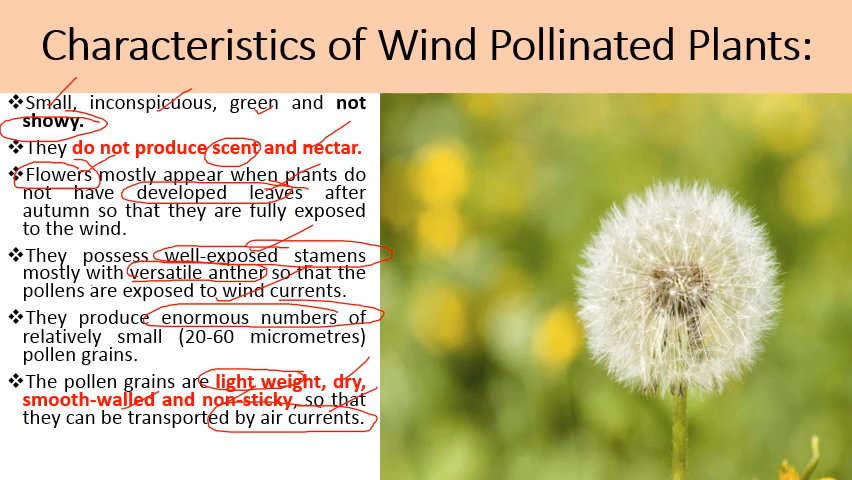 Characteristics of Wind Pollinated Plants:
❖Small, inconspicuous, green and not
showy.
❖They do not produce scent and nectar.
❖Flowers mostly appear when plants do
not have developed leaves after
autumn so that they are fully exposed
to the wind.
❖They possess well-exposed stamens
mostly with versatile anther so that the
pollens are exposed to wind currents.
❖They produce enormous numbers of
relatively small (20-60 micrometres)
pollen grains.
❖The pollen grains are light weight, dry,
smooth-walled and non-sticky, so that
they can be transported by air currents.